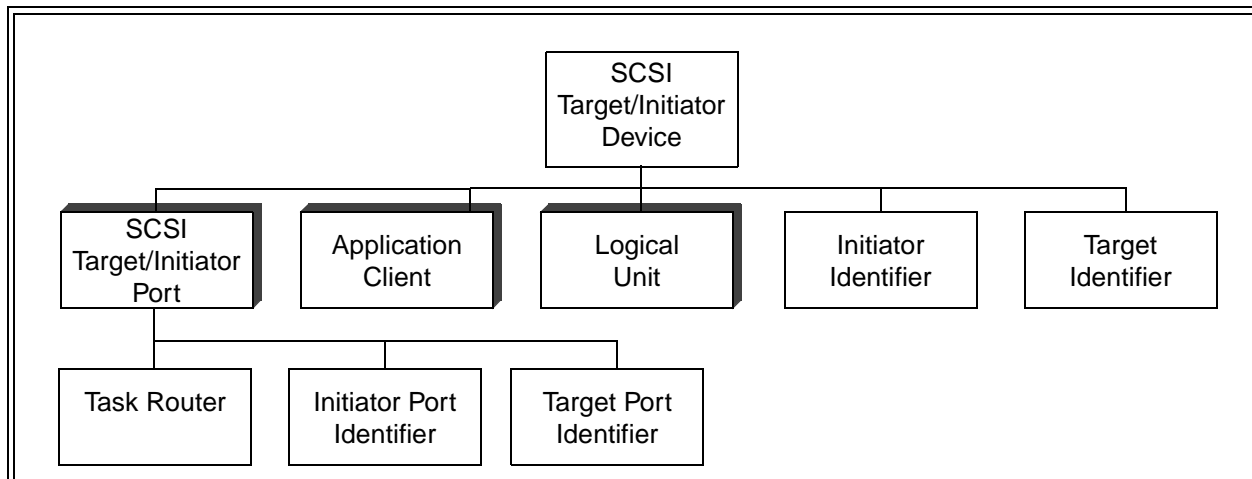 SCSI
Target/Initiator
Device
SCSI
Target/Initiator
Port
Application
Client
Logical
Unit
Initiator
Identifier
Target
Identifier
Task Router
Initiator Port
Identifier
Target Port
Identifier